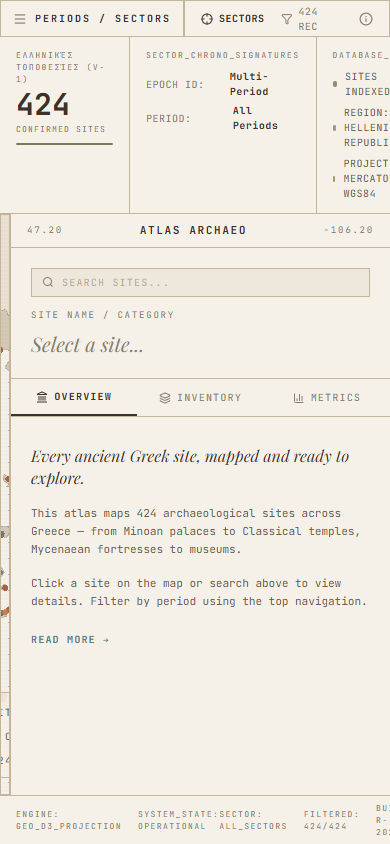 PERIODS / SECTORS
SECTORS
424
REC
ΕΛΛΗΝΙΚΈΣ
ΤΟΠΟΘΕΣΊΕΣ (V-
1)
424
CONFIRMED SITES
SECTOR_CHRONO_SIGNATURES
EPOCH ID: Multi-
Period
PERIOD: All
Periods
DATABASE_
SITES
INDEXED
REGION:
HELLENI
REPUBLI
PROJECT
MERCATO
WGS84
47.20
ATLAS ARCHAEO
-106.20
SEARCH SITES...
SITE NAME / CATEGORY
Select a site...
OVERVIEW
INVENTORY
METRICS
Every ancient Greek site, mapped and ready to
explore.
This atlas maps 424 archaeological sites across
Greece — from Minoan palaces to Classical temples,
Mycenaean fortresses to museums.
Click a site on the map or search above to view
details. Filter by period using the top navigation.
READ MORE →
ENGINE:
GEO_D3_PROJECTION
SYSTEM_STATE:
OPERATIONAL
SECTOR:
ALL_SECTORS
FILTERED:
424/424
R-